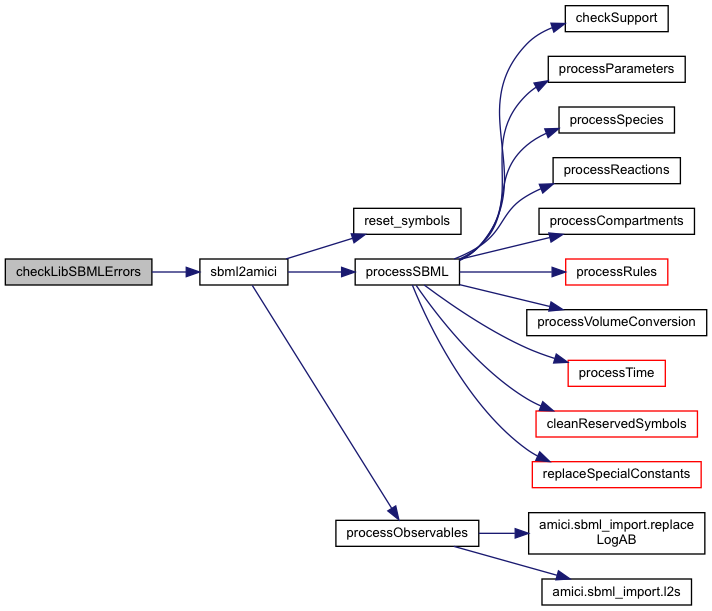 checkSupport
processParameters
processSpecies
processReactions
reset_symbols
processCompartments
checkLibSBMLErrors
sbml2amici
processSBML
processRules
processVolumeConversion
processTime
cleanReservedSymbols
replaceSpecialConstants
processObservables
amici.sbml_import.replace
LogAB
amici.sbml_import.l2s